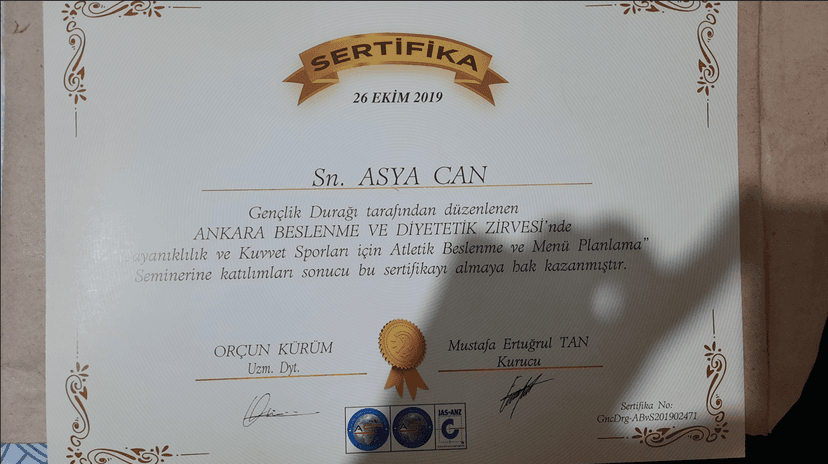 SERTİFİKA
26 EKİM 2019
Sn. ASYA CAN
Gençlik Durağı tarafından düzenlenen
ANKARA BESLENME VE DİYETETİK ZİRVESİ'nde
ayanıklılık ve Kuvvet Sporları için Atletik Beslenme ve Menü Planlama"
Seminerine katılımları sonucu bu sertifikayı almaya hak kazanmıştır.
ORÇUN KÜRÜM
Uzm. Dyt.
Mustafa Ertuğrul TAN
Kurucu
JAS-ANZ
Sertifika No:
GncDrg-ABvS201902471